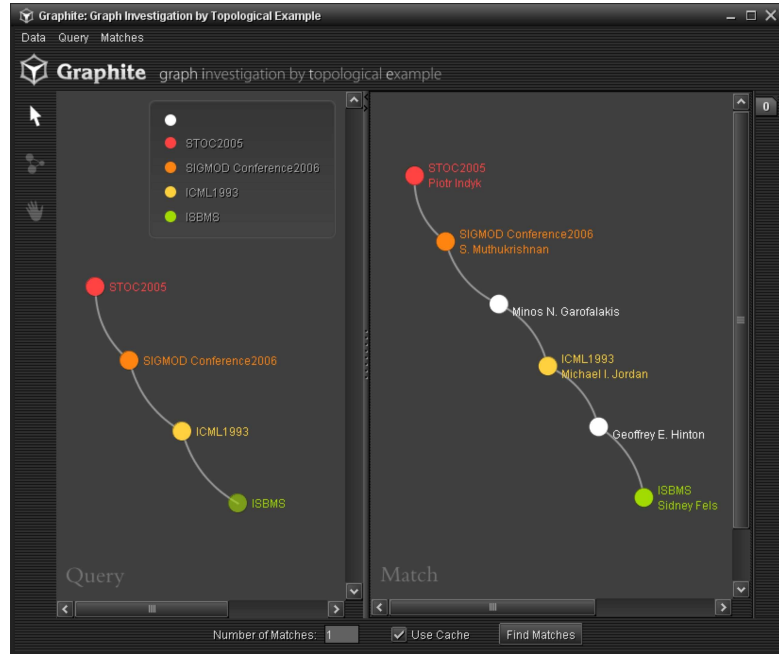 Graphite: Graph Investigation by Topological Example
Data Query Matches
Graphite graph investigation by topological example
STOC2005
SIGMOD Conference2006
ICML1993
ISBMS
STOC2005
SIGMOD Conference2006
ICML1993
ISBMS
Query
STOC2005
Piotr Indyk
SIGMOD Conference2006
S. Muthukrishnan
Minos N. Garofalakis
ICML1993
Michael I. Jordan
Geoffrey E. Hinton
ISBMS
Sidney Fels
Match
0
Number of Matches: 1 Use Cache Find Matches